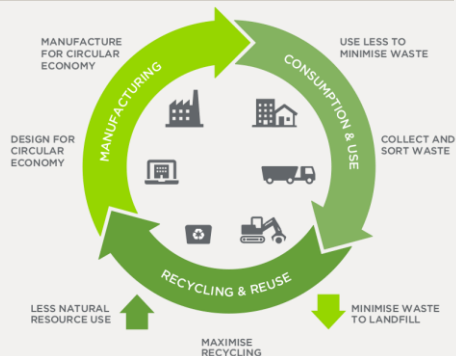 MANUFACTURE
FOR CIRCULAR
ECONOMY
USE LESS TO
MINIMISE WASTE
MANUFACTURING
CONSUMPTION & USE
DESIGN FOR
CIRCULAR
ECONOMY
COLLECT AND
SORT WASTE
RECYCLING & REUSE
LESS NATURAL
RESOURCE USE
MINIMISE WASTE
TO LANDFILL
MAXIMISE
RECYCLING